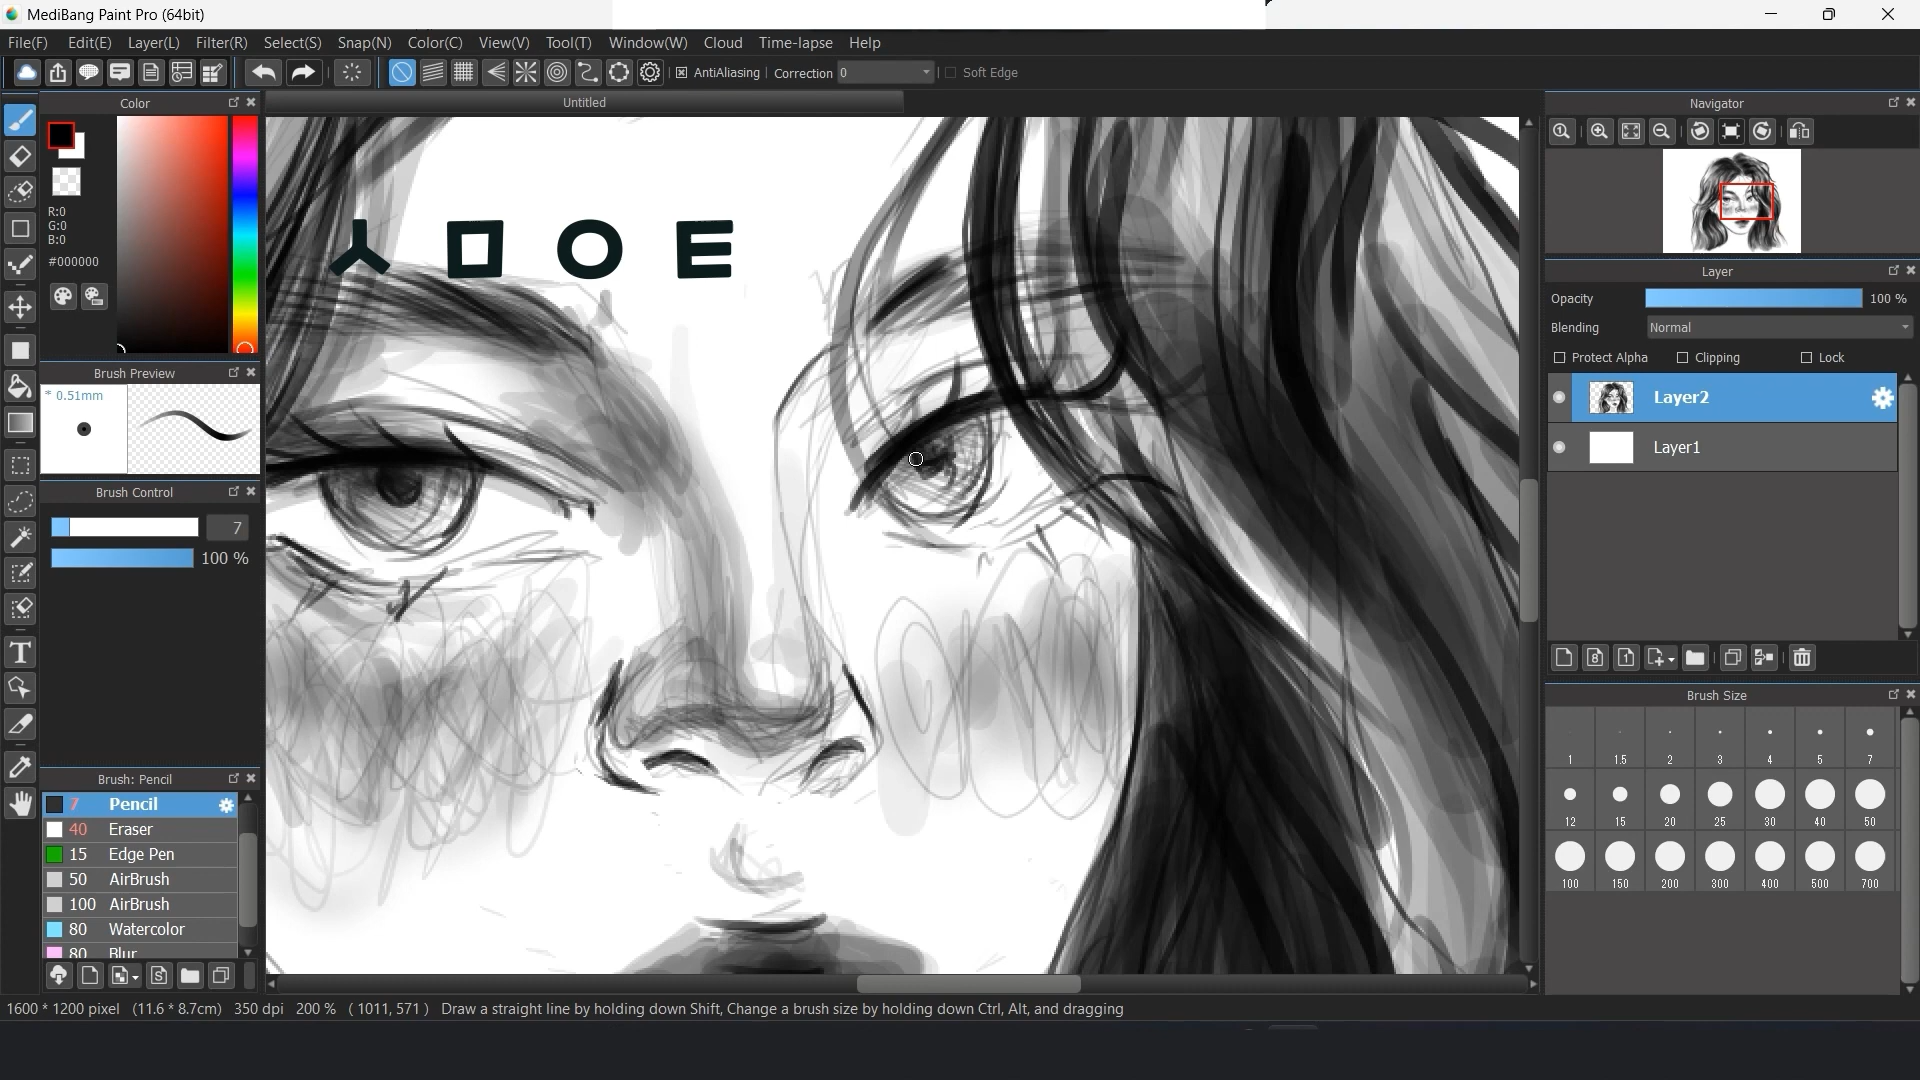 MediBang Paint Pro (64bit)
File(F) Edit(E) Layer(L) Filter(R) Select(S) Snap(N) Color(C) View(V) Tool(T) Window(W) Cloud Time-lapse Help
AntiAliasing Correction 0 Soft Edge
Color
R:0
G:0
B:0
#000000
Brush Preview
* 0.51mm
Brush Control
7
100 %
Brush: Pencil
7 Pencil
40 Eraser
15 Edge Pen
50 AirBrush
100 AirBrush
80 Watercolor
80 Blur
Untitled
ㅅ ㅁ ㅇ ㅌ
Navigator
Layer
Opacity 100 %
Blending Normal
Protect Alpha Clipping Lock
Layer2
Layer1
Brush Size
1 1.5 2 3 4 5 7
12 15 20 25 30 40 50
100 150 200 300 400 500 700
1600 * 1200 pixel (11.6 * 8.7cm) 350 dpi 200 % ( 1011, 571 ) Draw a straight line by holding down Shift, Change a brush size by holding down Ctrl, Alt, and dragging